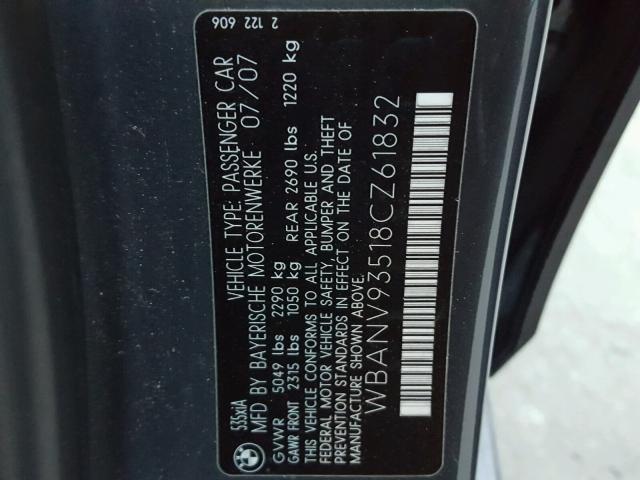 2 122 606
535xiA
VEHICLE TYPE: PASSENGER CAR
MFD BY BAYERISCHE MOTORENWERKE 07/07
GVWR 5049 lbs 2290 kg
GAWR FRONT 2315 lbs 1050 kg REAR 2690 lbs 1220 kg
THIS VEHICLE CONFORMS TO ALL APPLICABLE U.S.
FEDERAL MOTOR VEHICLE SAFETY, BUMPER AND THEFT
PREVENTION STANDARDS IN EFFECT ON THE DATE OF
MANUFACTURE SHOWN ABOVE.
WBANV93518CZ61832